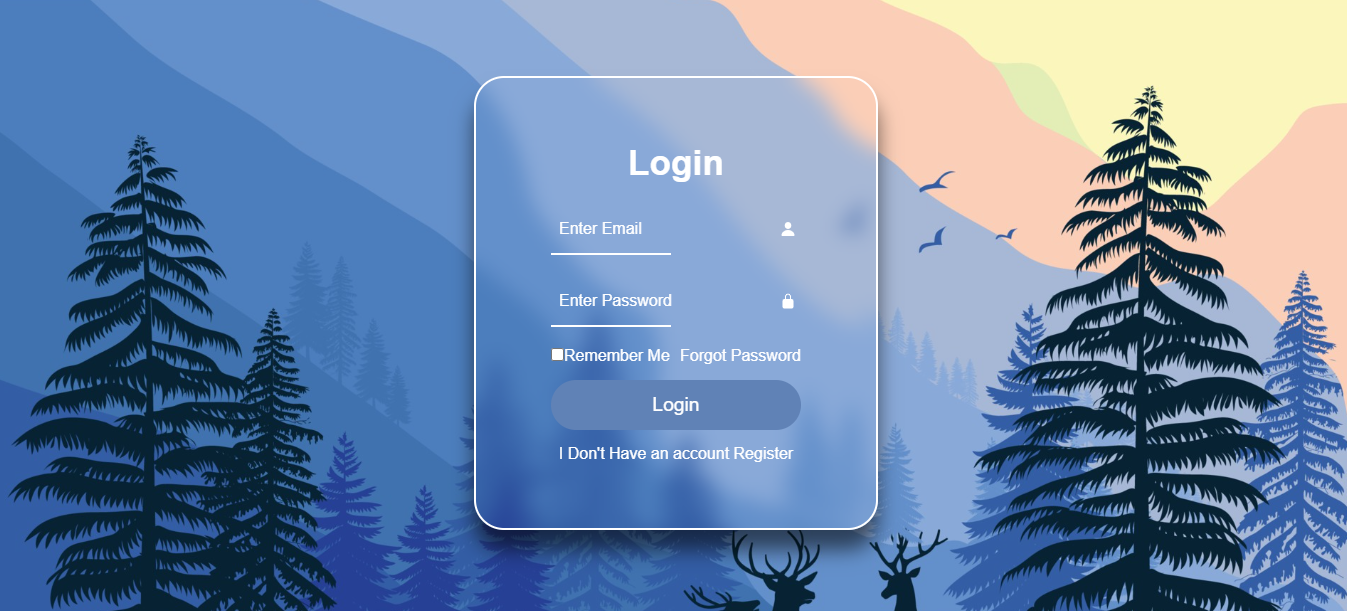 Login
Enter Email
Enter Password
Remember Me Forgot Password
Login
I Don't Have an account Register